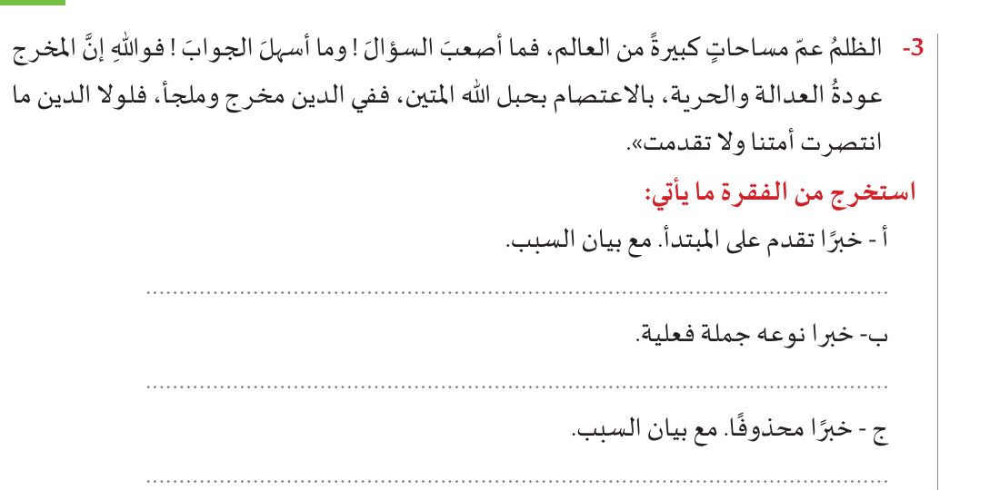 3- الظلمُ عمّ مساحاتٍ كبيرةً من العالم، فما أصعبَ السؤالَ ! وما أسهلَ الجوابَ ! فواللهِ إنَّ المخرج
عودةُ العدالة والحرية، بالاعتصام بحبل الله المتين، ففي الدين مخرج وملجأ، فلولا الدين ما
انتصرت أمتنا ولا تقدمت».
استخرج من الفقرة ما يأتي:
أ - خبرًا تقدم على المبتدأ. مع بيان السبب.
ب- خبرا نوعه جملة فعلية.
ج - خبرًا محذوفًا. مع بيان السبب.